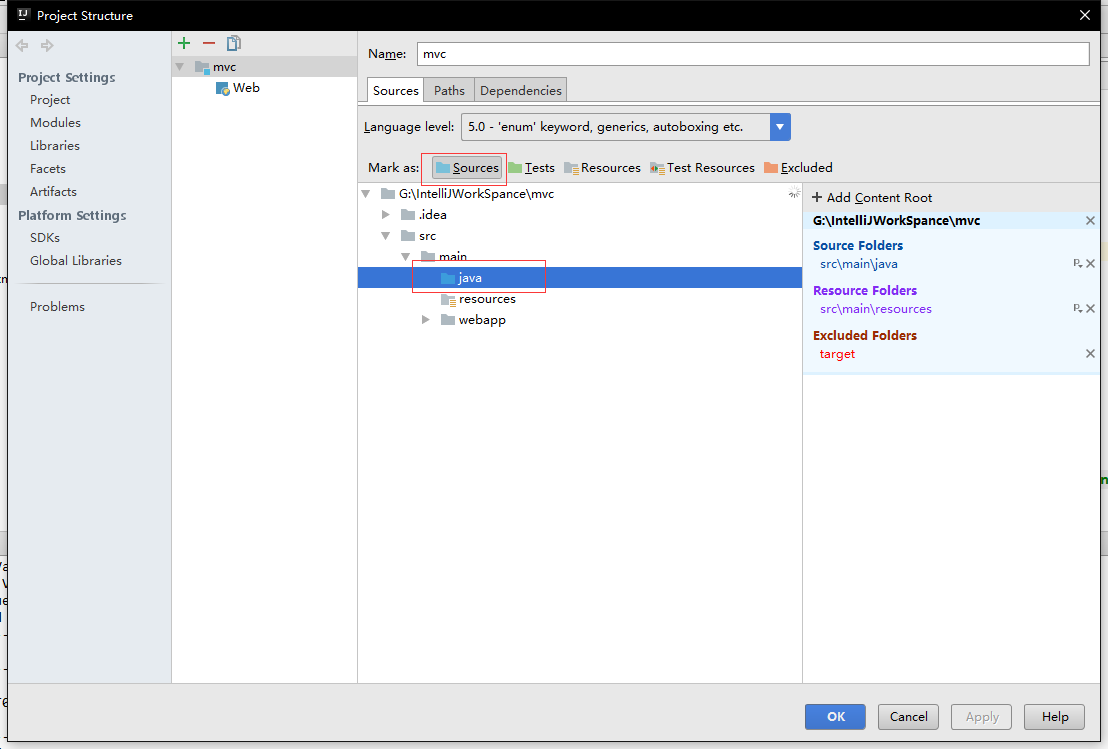 Project Structure
Project Settings
Project
Modules
Libraries
Facets
Artifacts
Platform Settings
SDKs
Global Libraries
Problems
mvc
Web
Name: mvc
Sources Paths Dependencies
Language level: 5.0 - 'enum' keyword, generics, autoboxing etc.
Mark as: Sources Tests Resources Test Resources Excluded
G:\IntelliJWorkSpance\mvc
.idea
src
main
java
resources
webapp
+ Add Content Root
G:\IntelliJWorkSpance\mvc
Source Folders
src\main\java
Resource Folders
src\main\resources
Excluded Folders
target
OK Cancel Apply Help